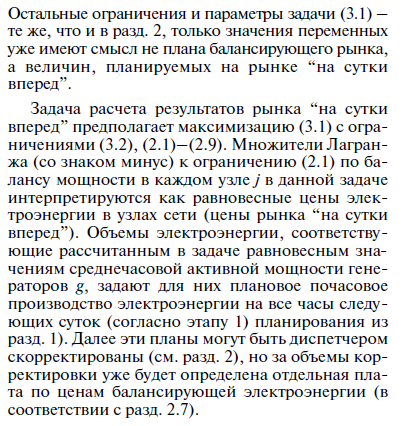 Остальные ограничения и параметры задачи (3.1) –
те же, что и в разд. 2, только значения переменных
уже имеют смысл не плана балансирующего рынка,
а величин, планируемых на рынке “на сутки
вперед”.
Задача расчета результатов рынка “на сутки
вперед” предполагает максимизацию (3.1) с огра-
ничениями (3.2), (2.1)–(2.9). Множители Лагран-
жа (со знаком минус) к ограничению (2.1) по ба-
лансу мощности в каждом узле j в данной задаче
интерпретируются как равновесные цены элек-
троэнергии в узлах сети (цены рынка “на сутки
вперед”). Объемы электроэнергии, соответству-
ющие рассчитанным в задаче равновесным зна-
чениям среднечасовой активной мощности гене-
раторов g, задают для них плановое почасовое
производство электроэнергии на все часы следу-
ющих суток (согласно этапу 1) планирования из
разд. 1). Далее эти планы могут быть диспетчером
скорректированы (см. разд. 2), но за объемы кор-
ректировки уже будет определена отдельная пла-
та по ценам балансирующей электроэнергии (в
соответствии с разд. 2.7).